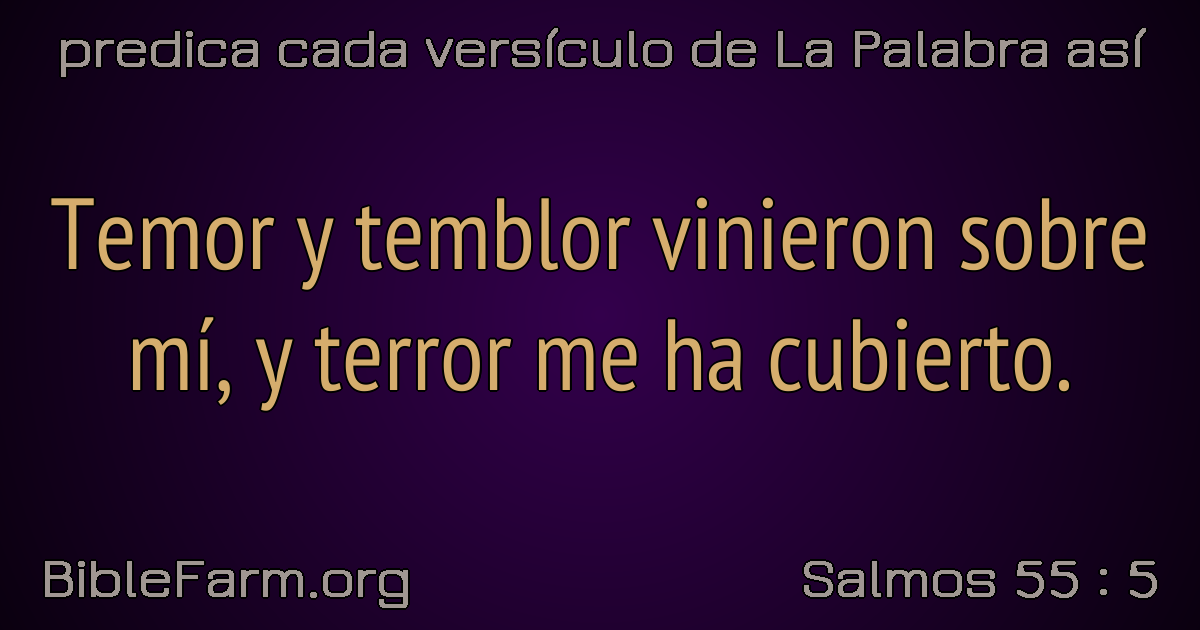 predica cada versículo de La Palabra así
Temor y temblor vinieron sobre
mí, y terror me ha cubierto.
BibleFarm.org
Salmos 55 : 5